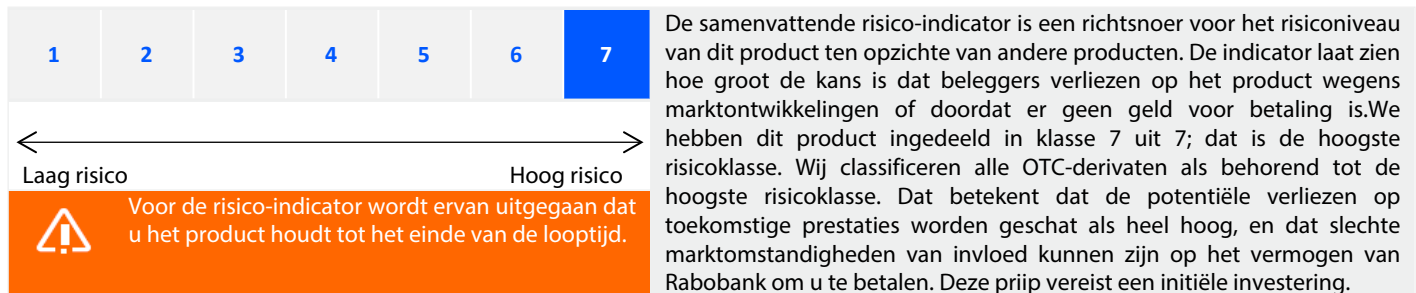 1 2 3 4 5 6 7
Laag risico Hoog risico
Voor de risico-indicator wordt ervan uitgegaan dat
u het product houdt tot het einde van de looptijd.
De samenvattende risico-indicator is een richtsnoer voor het risiconiveau
van dit product ten opzichte van andere producten. De indicator laat zien
hoe groot de kans is dat beleggers verliezen op het product wegens
marktontwikkelingen of doordat er geen geld voor betaling is.We
hebben dit product ingedeeld in klasse 7 uit 7; dat is de hoogste
risicoklasse. Wij classificeren alle OTC-derivaten als behorend tot de
hoogste risicoklasse. Dat betekent dat de potentiële verliezen op
toekomstige prestaties worden geschat als heel hoog, en dat slechte
marktomstandigheden van invloed kunnen zijn op het vermogen van
Rabobank om u te betalen. Deze priip vereist een initiële investering.